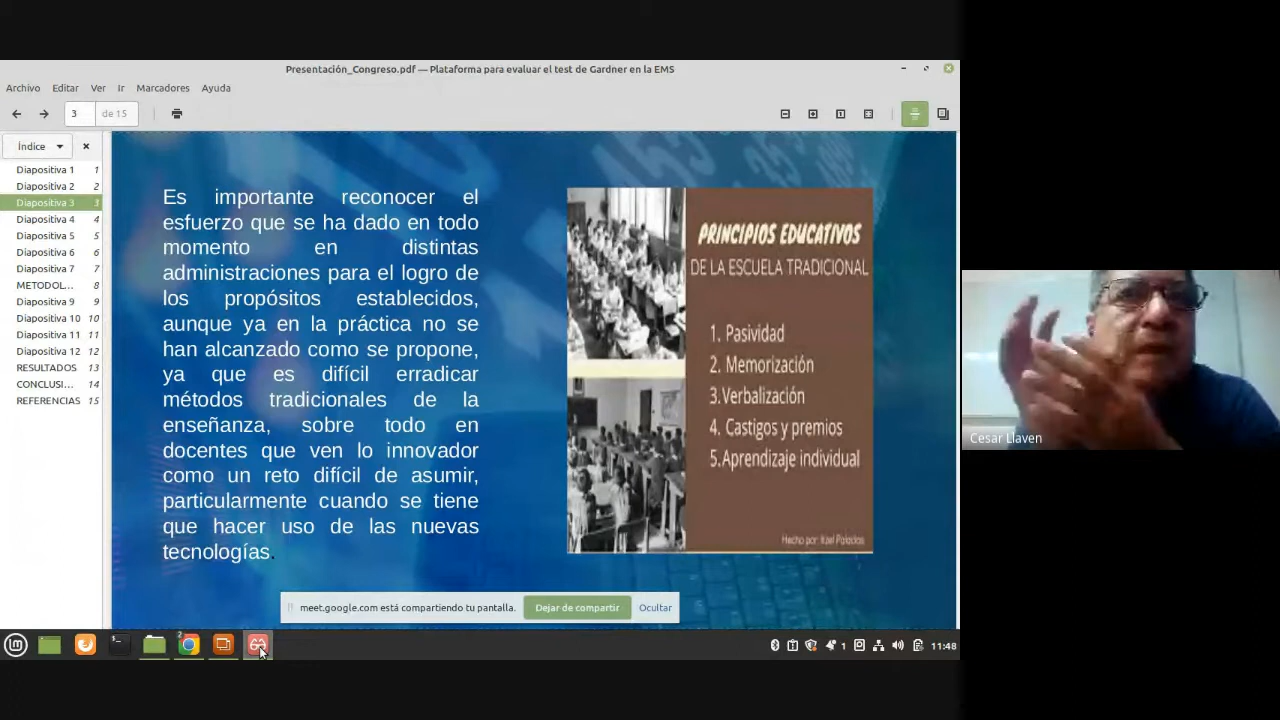 Presentación_Congreso.pdf — Plataforma para evaluar el test de Gardner en la EMS
Archivo Editar Ver Ir Marcadores Ayuda
3 de 15
Índice
Diapositiva 1 1
Diapositiva 2 2
Diapositiva 3 3
Diapositiva 4 4
Diapositiva 5 5
Diapositiva 6 6
Diapositiva 7 7
METODOL... 8
Diapositiva 9 9
Diapositiva 10 10
Diapositiva 11 11
Diapositiva 12 12
RESULTADOS 13
CONCLUSI... 14
REFERENCIAS 15
Es importante reconocer el
esfuerzo que se ha dado en todo
momento en distintas
administraciones para el logro de
los propósitos establecidos,
aunque ya en la práctica no se
han alcanzado como se propone,
ya que es difícil erradicar
métodos tradicionales de la
enseñanza, sobre todo en
docentes que ven lo innovador
como un reto difícil de asumir,
particularmente cuando se tiene
que hacer uso de las nuevas
tecnologías.
PRINCIPIOS EDUCATIVOS
DE LA ESCUELA TRADICIONAL
1. Pasividad
2. Memorización
3.Verbalización
4. Castigos y premios
5.Aprendizaje individual
Hecho por: Itzel Palacios
meet.google.com está compartiendo tu pantalla. Dejar de compartir Ocultar
2
1 11:48
Cesar Llaven